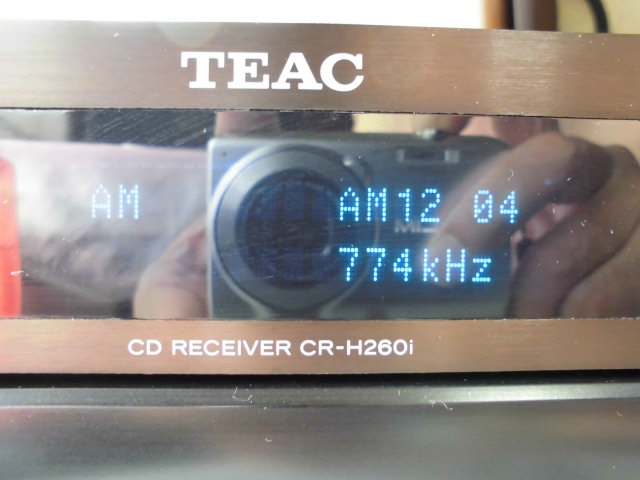 TEAC
AM AM12 04
774kHz
CD RECEIVER CR-H260i